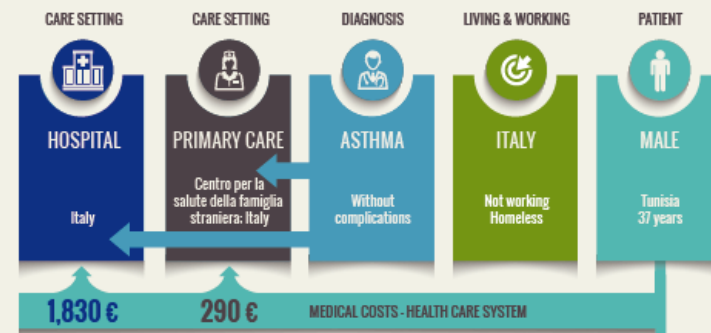 CARE SETTING
CARE SETTING
DIAGNOSIS
LIVING & WORKING
PATIENT
HOSPITAL
PRIMARY CARE
ASTHMA
ITALY
MALE
Italy
Centro per la
salute della famiglia
straniera: Italy
Without
complications
Not working
Homeless
Tunisia
37 years
1,830 €
290 €
MEDICAL COSTS - HEALTH CARE SYSTEM